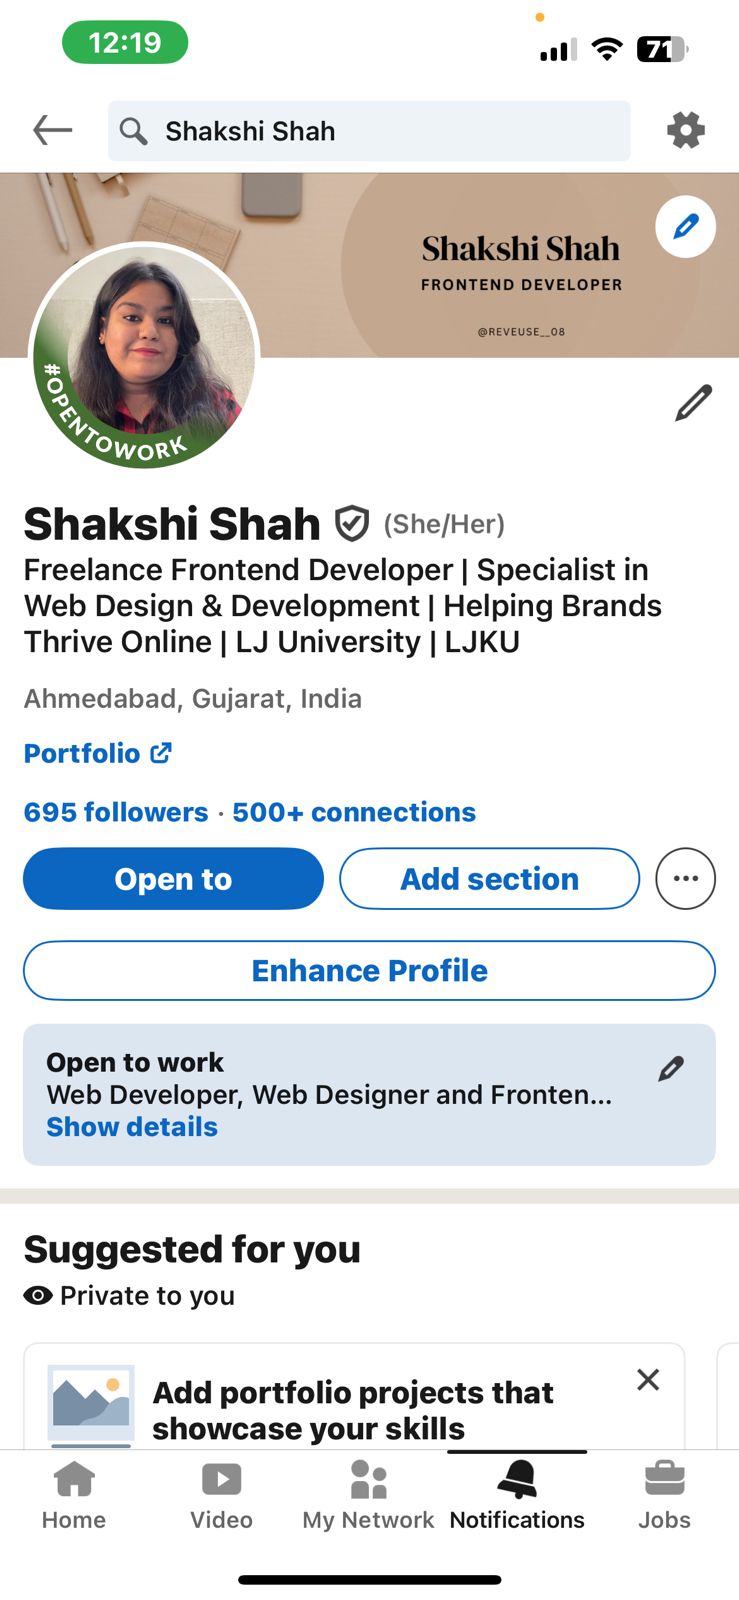 12:19
71
Shakshi Shah
Shakshi Shah
FRONTEND DEVELOPER
@REVEUSE__08
#OPENTOWORK
Shakshi Shah (She/Her)
Freelance Frontend Developer | Specialist in
Web Design & Development | Helping Brands
Thrive Online | LJ University | LJKU
Ahmedabad, Gujarat, India
Portfolio
695 followers · 500+ connections
Open to
Add section
Enhance Profile
Open to work
Web Developer, Web Designer and Fronten...
Show details
Suggested for you
Private to you
Add portfolio projects that
showcase your skills
Home
Video
My Network
Notifications
Jobs